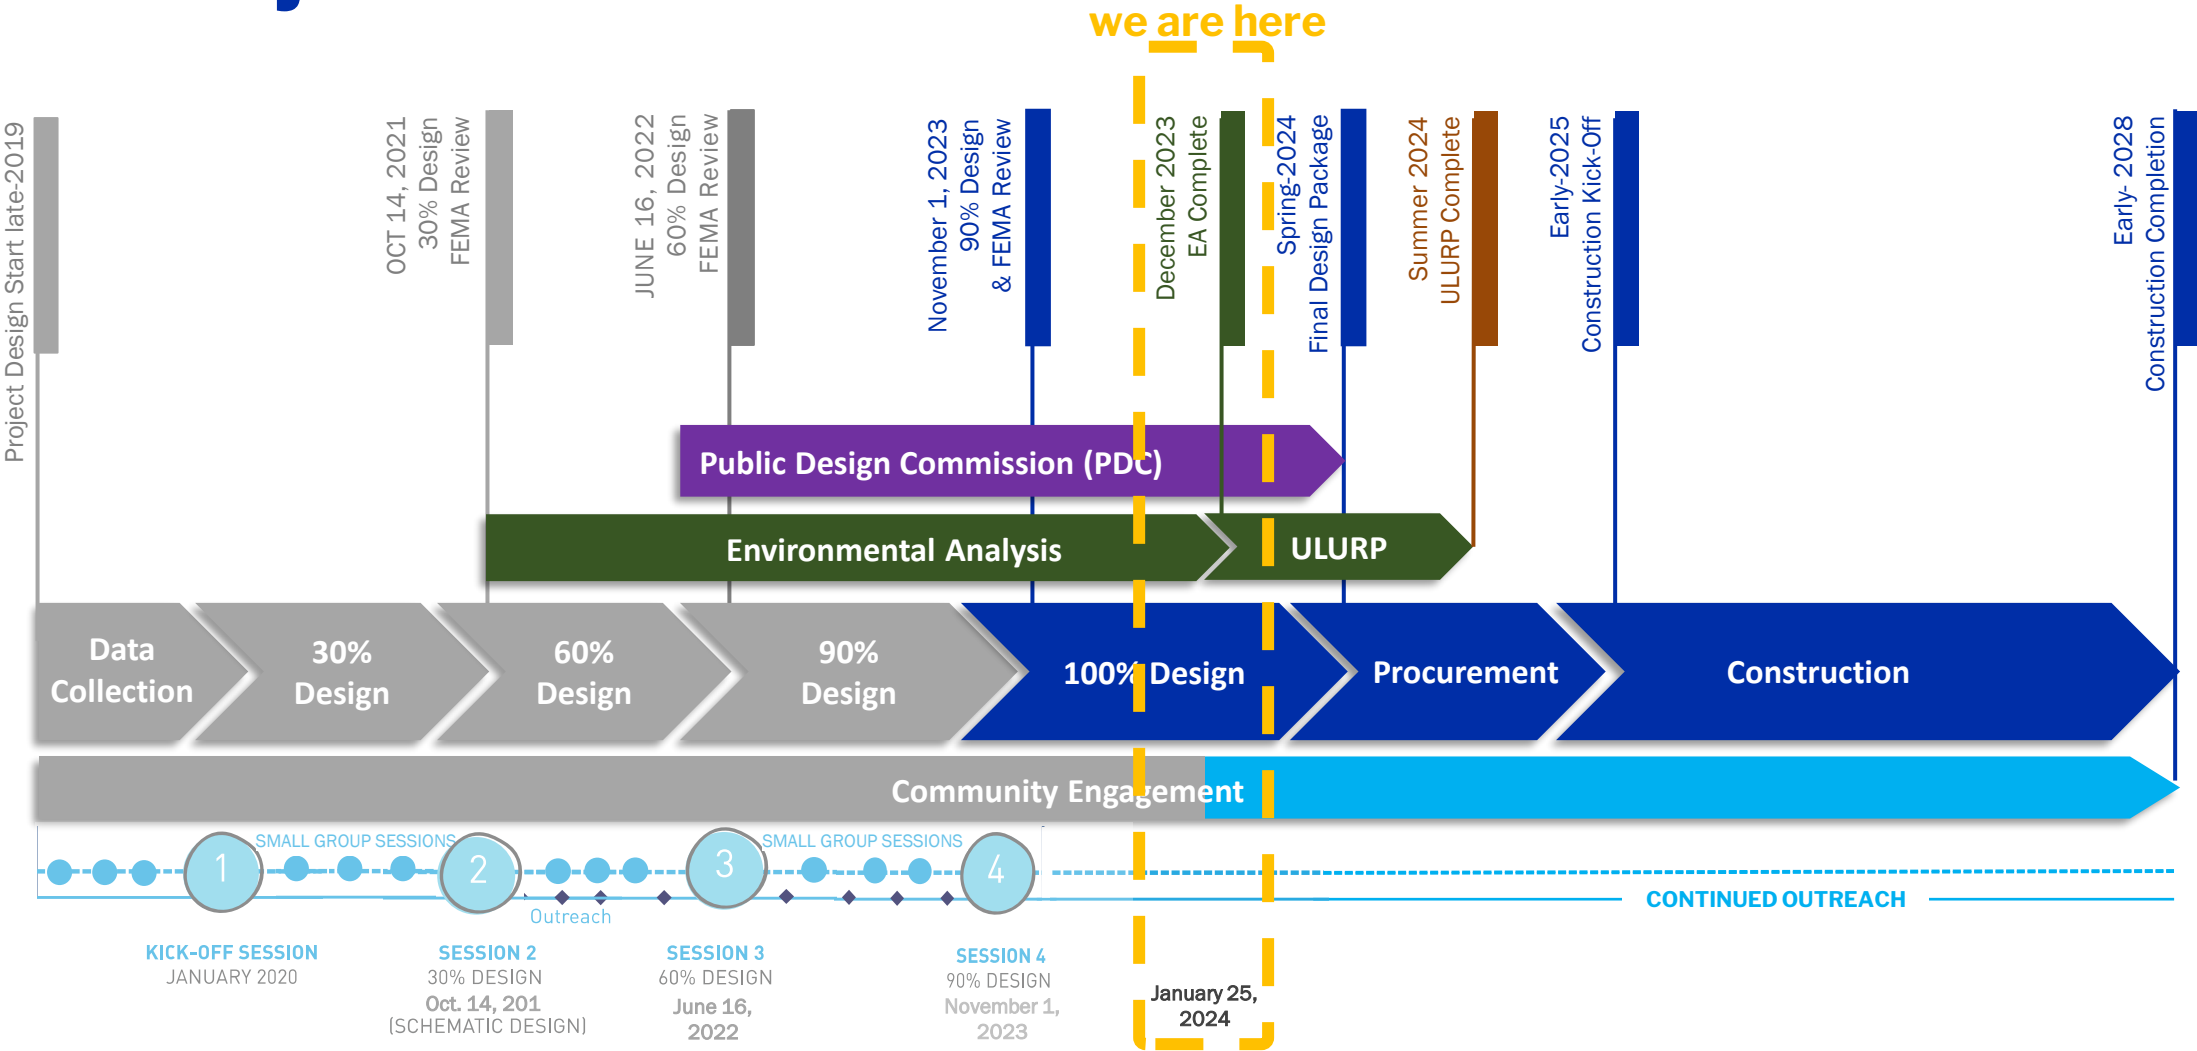 we are here
Project Design Start late-2019
OCT 14, 2021
30% Design
FEMA Review
JUNE 16, 2022
60% Design
FEMA Review
November 1, 2023
90% Design
& FEMA Review
December 2023
EA Complete
Spring-2024
Final Design Package
Summer 2024
ULURP Complete
Early-2025
Construction Kick-Off
Early- 2028
Construction Completion
Public Design Commission (PDC)
Environmental Analysis
ULURP
Data
Collection
30%
Design
60%
Design
90%
Design
100% Design
Procurement
Construction
Community Engagement
SMALL GROUP SESSIONS
SMALL GROUP SESSIONS
1
2
3
4
Outreach
CONTINUED OUTREACH
KICK-OFF SESSION
JANUARY 2020
SESSION 2
30% DESIGN
Oct. 14, 201
(SCHEMATIC DESIGN)
SESSION 3
60% DESIGN
June 16,
2022
SESSION 4
90% DESIGN
November 1,
2023
January 25,
2024